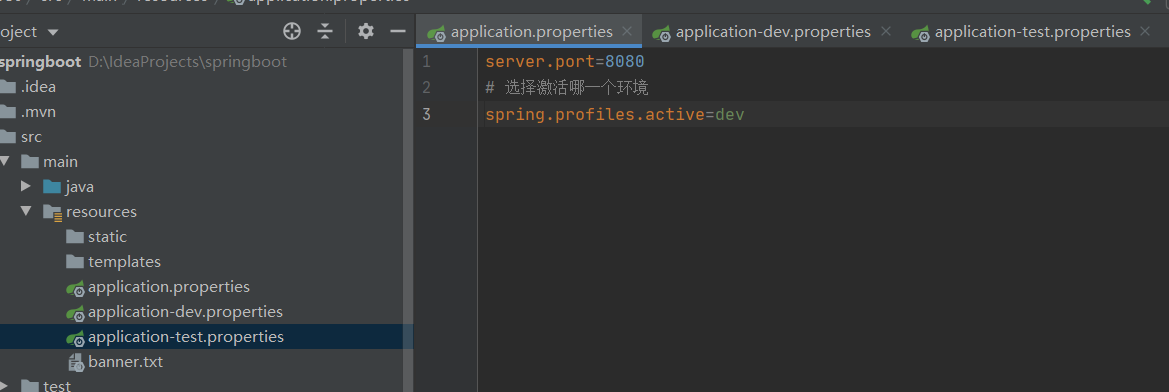 src / main / resources / application.properties
oject
springboot D:\IdeaProjects\springboot
.idea
.mvn
src
main
java
resources
static
templates
application.properties
application-dev.properties
application-test.properties
banner.txt
test
application.properties
application-dev.properties
application-test.properties
1 server.port=8080
2 # 选择激活哪一个环境
3 spring.profiles.active=dev